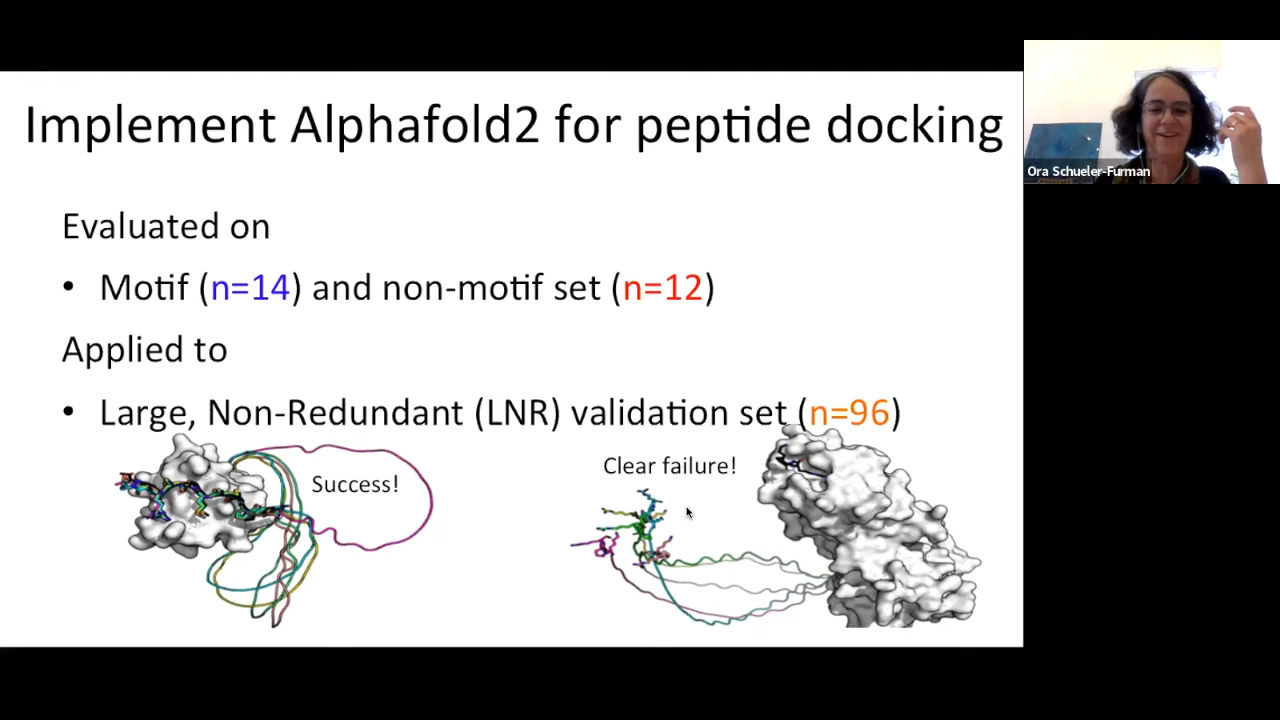 Implement Alphafold2 for peptide docking
Ora Schueler-Furman
Evaluated on
• Motif (n=14) and non-motif set (n=12)
Applied to
• Large, Non-Redundant (LNR) validation set (n=96)
Success!
Clear failure!